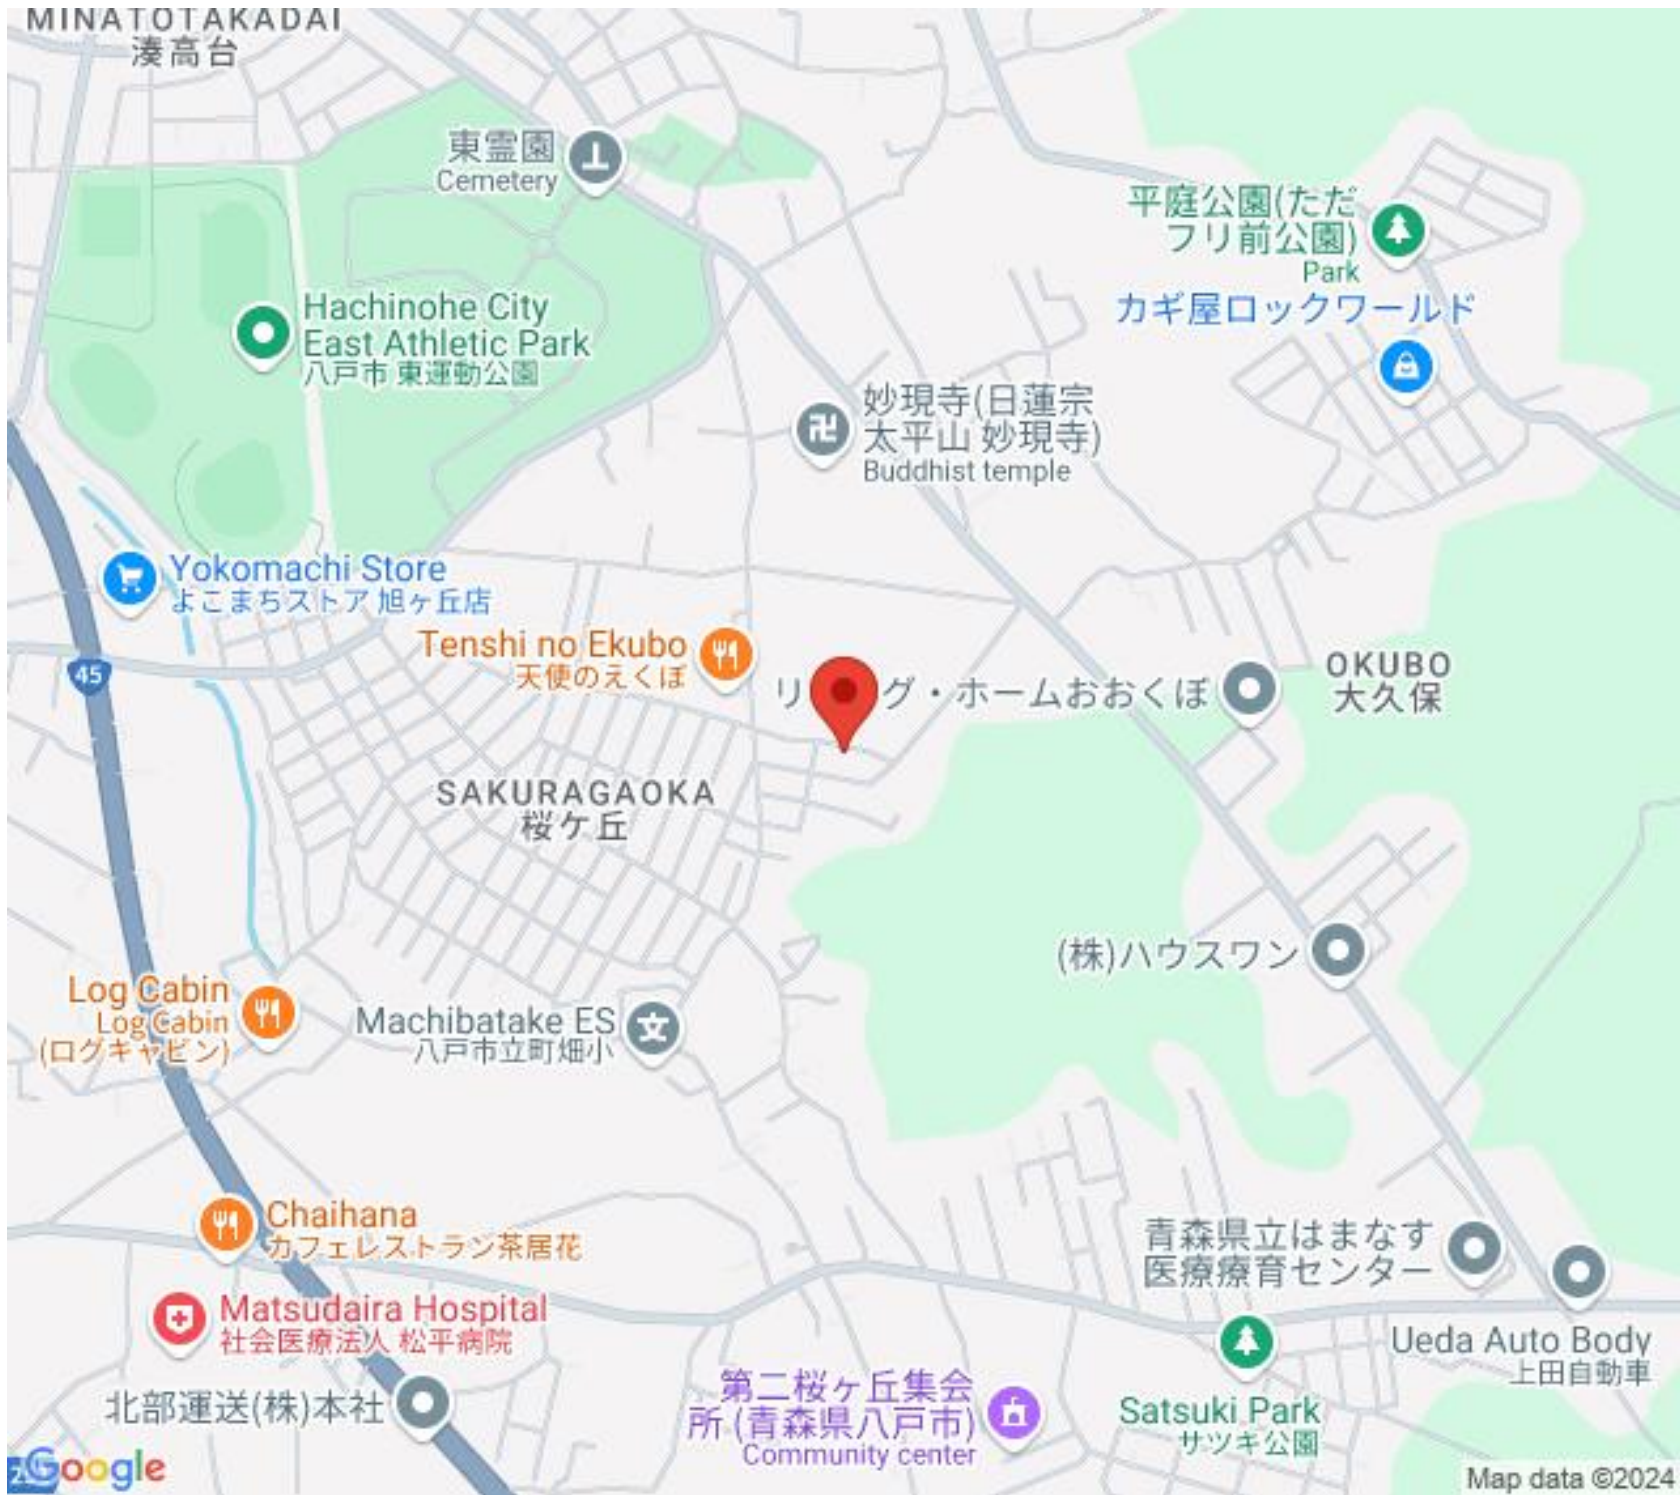 MINATOTAKADAI
湊高台
東霊園
Cemetery
平庭公園(ただ
フリ前公園)
Park
カギ屋ロックワールド
Hachinohe City
East Athletic Park
八戸市 東運動公園
妙現寺(日蓮宗
太平山 妙現寺)
Buddhist temple
Yokomachi Store
よこまちストア 旭ヶ丘店
Tenshi no Ekubo
天使のえくぼ
45
リ グ・ホームおおくぼ
OKUBO
大久保
SAKURAGAOKA
桜ケ丘
(株)ハウスワン
Log Cabin
Log Cabin
(ログキャビン)
Machibatake ES
八戸市立町畑小
文
Chaihana
カフェレストラン茶居花
青森県立はまなす
医療療育センター
Matsudaira Hospital
社会医療法人 松平病院
Ueda Auto Body
上田自動車
北部運送(株)本社
第二桜ヶ丘集会
所 (青森県八戸市)
Community center
Satsuki Park
サツキ公園
Google
Map data ©2024